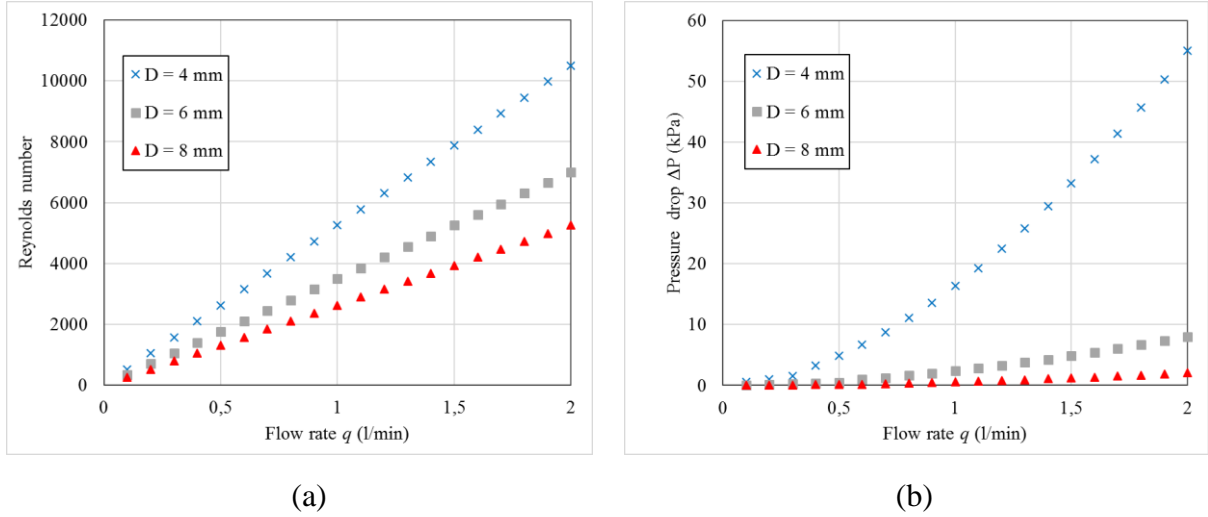 12000
10000
8000
6000
4000
2000
0
Reynolds number
D = 4 mm
D = 6 mm
D = 8 mm
0
0,5
1
1,5
2
Flow rate q (l/min)
(a)
60
50
40
30
20
10
0
Pressure drop ΔP (kPa)
D = 4 mm
D = 6 mm
D = 8 mm
0
0,5
1
1,5
2
Flow rate q (l/min)
(b)